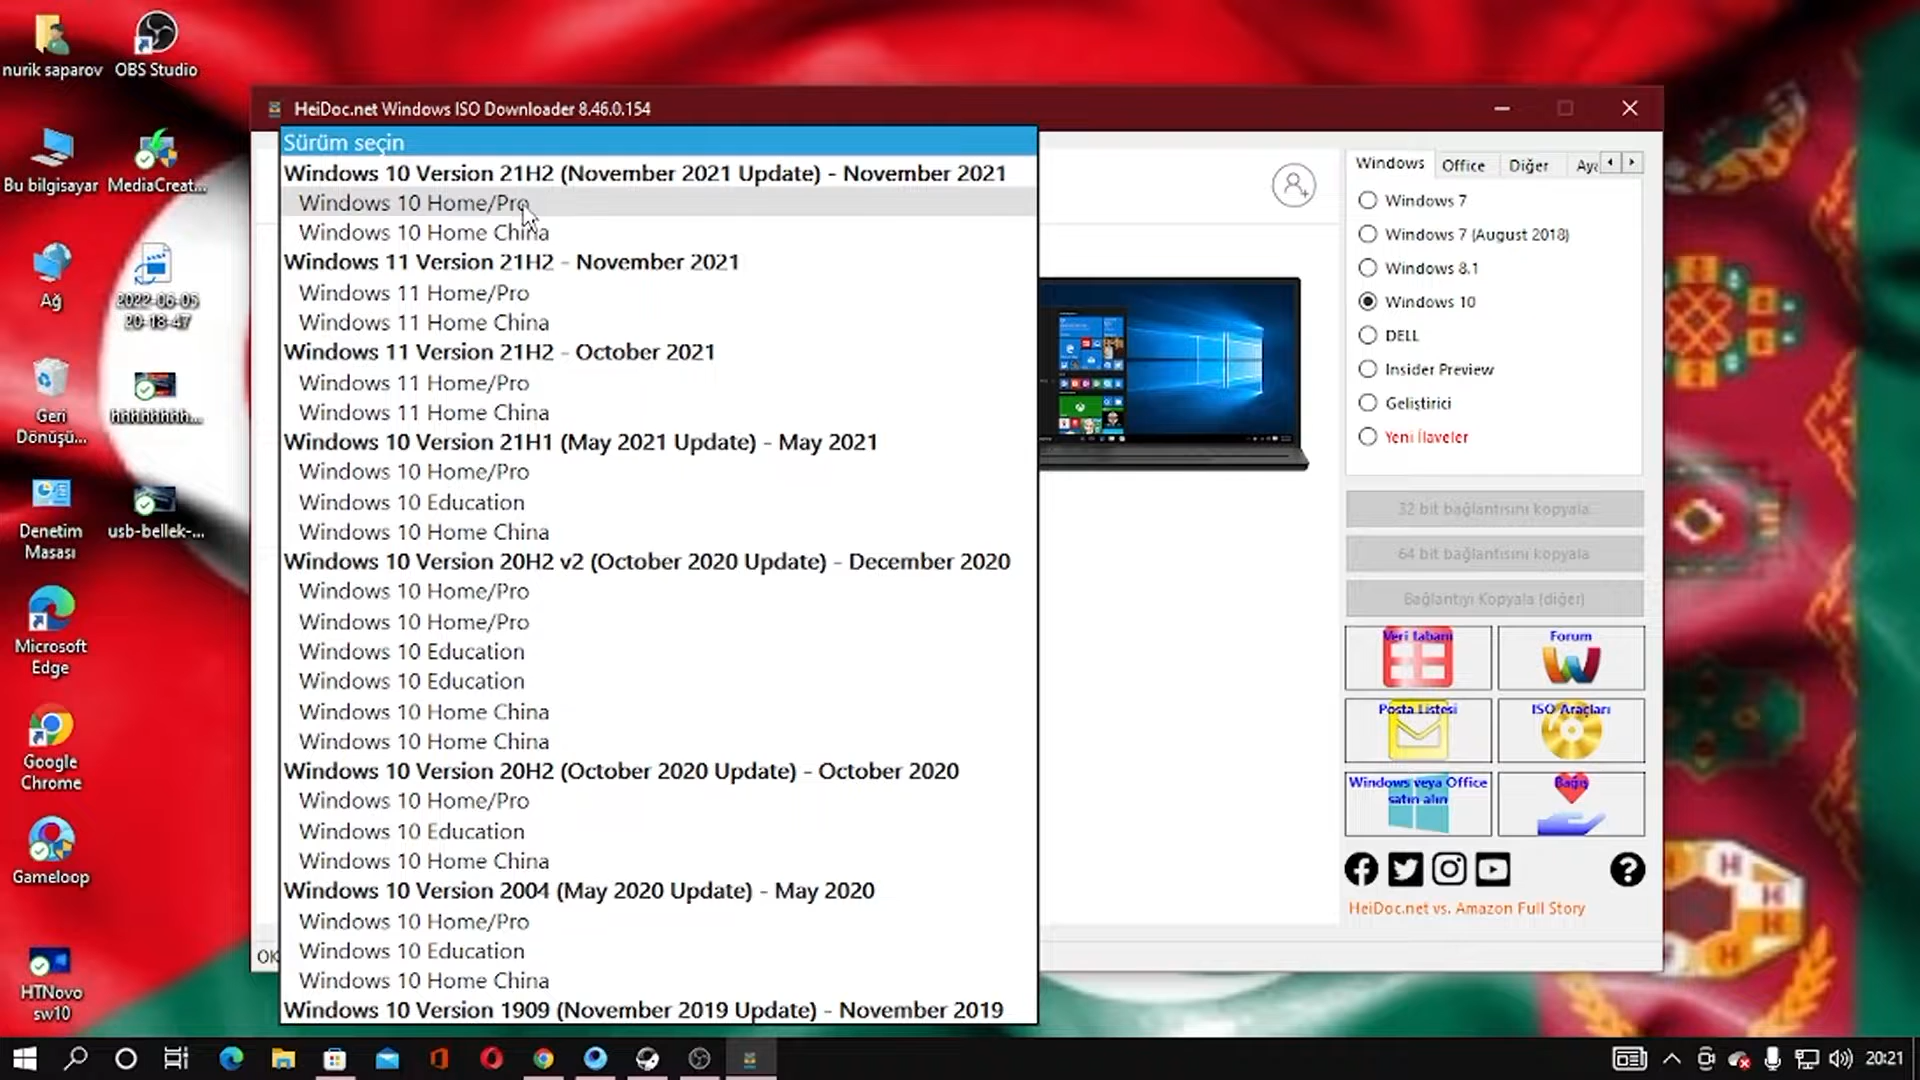 nurik saparov
OBS Studio
Bu bilgisayar
MediaCreat...
Ağ
2022-06-05
20-18-47
Geri
Dönüşü...
hhhhhhhh...
Denetim
Masası
usb-bellek-...
Microsoft
Edge
Google
Chrome
Gameloop
HTNovo
sw10
HeiDoc.net Windows ISO Downloader 8.46.0.154
Sürüm seçin
Windows 10 Version 21H2 (November 2021 Update) - November 2021
Windows 10 Home/Pro
Windows 10 Home China
Windows 11 Version 21H2 - November 2021
Windows 11 Home/Pro
Windows 11 Home China
Windows 11 Version 21H2 - October 2021
Windows 11 Home/Pro
Windows 11 Home China
Windows 10 Version 21H1 (May 2021 Update) - May 2021
Windows 10 Home/Pro
Windows 10 Education
Windows 10 Home China
Windows 10 Version 20H2 v2 (October 2020 Update) - December 2020
Windows 10 Home/Pro
Windows 10 Home/Pro
Windows 10 Education
Windows 10 Education
Windows 10 Home China
Windows 10 Home China
Windows 10 Version 20H2 (October 2020 Update) - October 2020
Windows 10 Home/Pro
Windows 10 Education
Windows 10 Home China
Windows 10 Version 2004 (May 2020 Update) - May 2020
Windows 10 Home/Pro
Windows 10 Education
Windows 10 Home China
Windows 10 Version 1909 (November 2019 Update) - November 2019
OK
Windows Office Diğer Aya
Windows 7
Windows 7 (August 2018)
Windows 8.1
Windows 10
DELL
Insider Preview
Geliştirici
Yeni İlaveler
32 bit bağlantısını kopyala
64 bit bağlantısını kopyala
Bağlantıyı Kopyala (diğer)
Veri tabanı
Forum
Posta Listesi
ISO Araçları
Windows veya Office
satın alın
Bağış
HeiDoc.net vs. Amazon Full Story
20:21